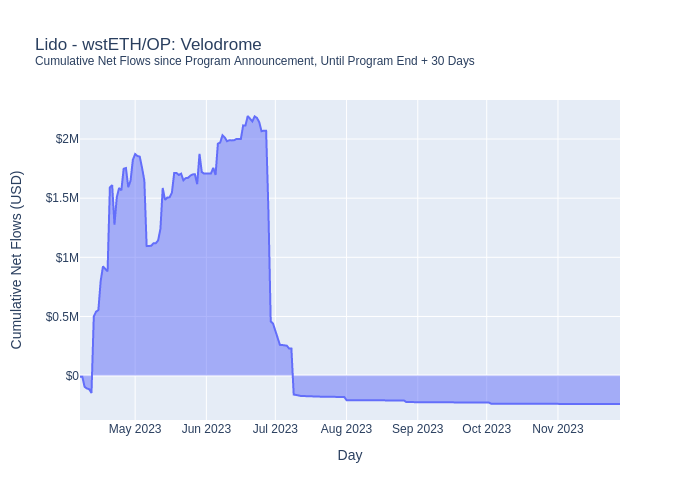 Lido - wstETH/OP: Velodrome
Cumulative Net Flows since Program Announcement, Until Program End + 30 Days
Cumulative Net Flows (USD)
$2M
$1.5M
$1M
$0.5M
$0
May 2023 Jun 2023 Jul 2023 Aug 2023 Sep 2023 Oct 2023 Nov 2023
Day